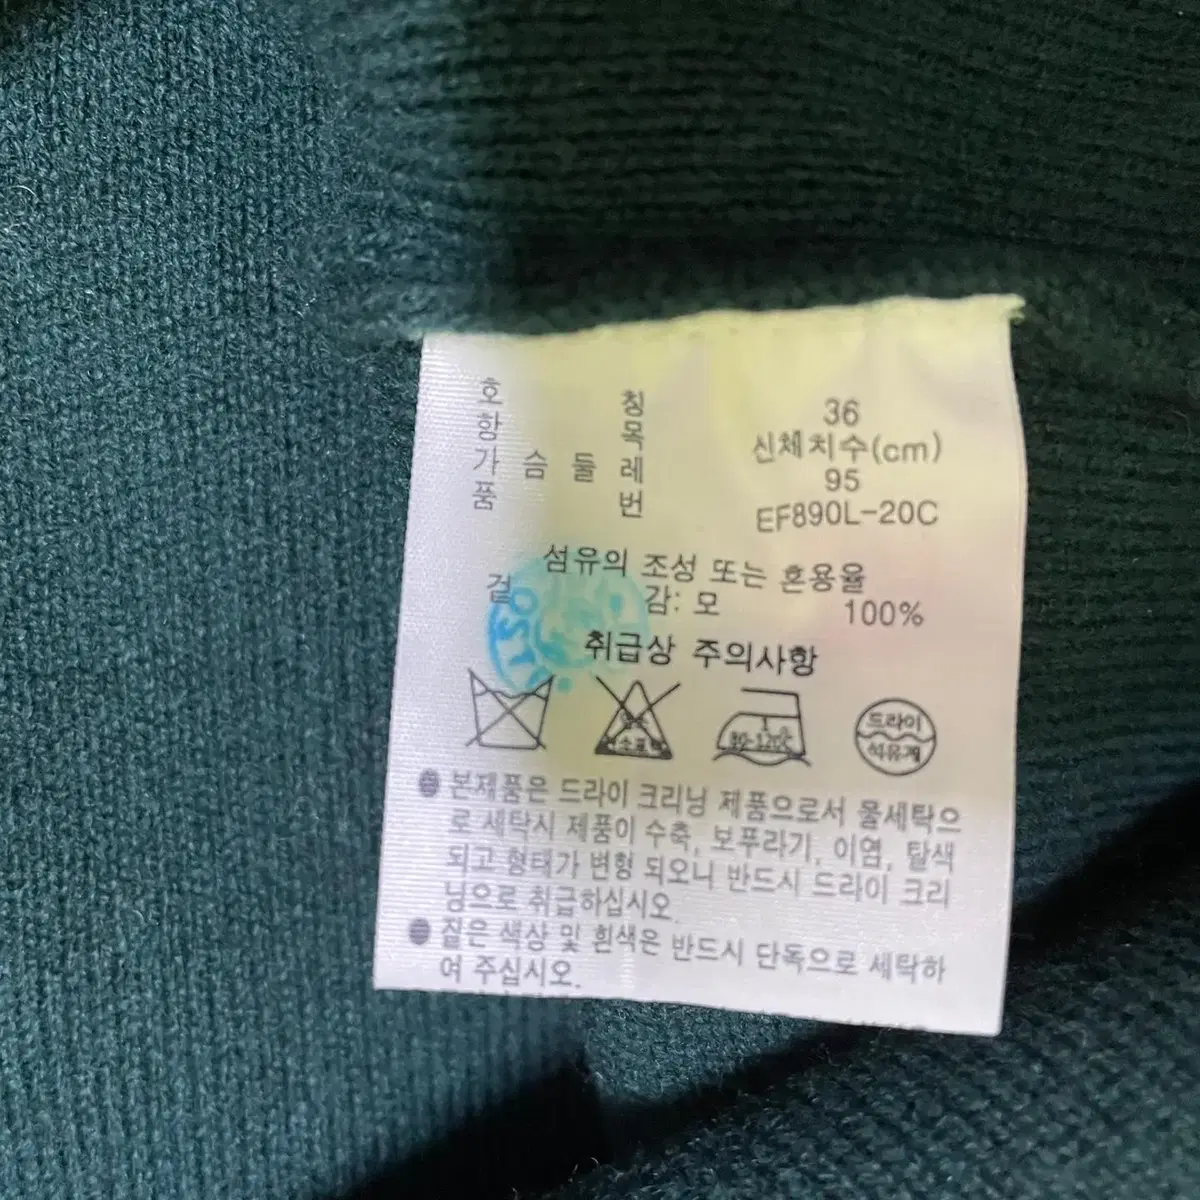 호 칭 36
항 목 신체치수(cm)
가 슴 둘 레 95
품 번 EF890L-20C
섬유의 조성 또는 혼용율
겉 감: 모 100%
취급상 주의사항
80-120℃
드라이
석유계
● 본제품은 드라이 크리닝 제품으로서 물세탁으
로 세탁시 제품이 수축, 보푸라기, 이염, 탈색
되고 형태가 변형 되오니 반드시 드라이 크리
닝으로 취급하십시오.
● 짙은 색상 및 흰색은 반드시 단독으로 세탁하
여 주십시오.